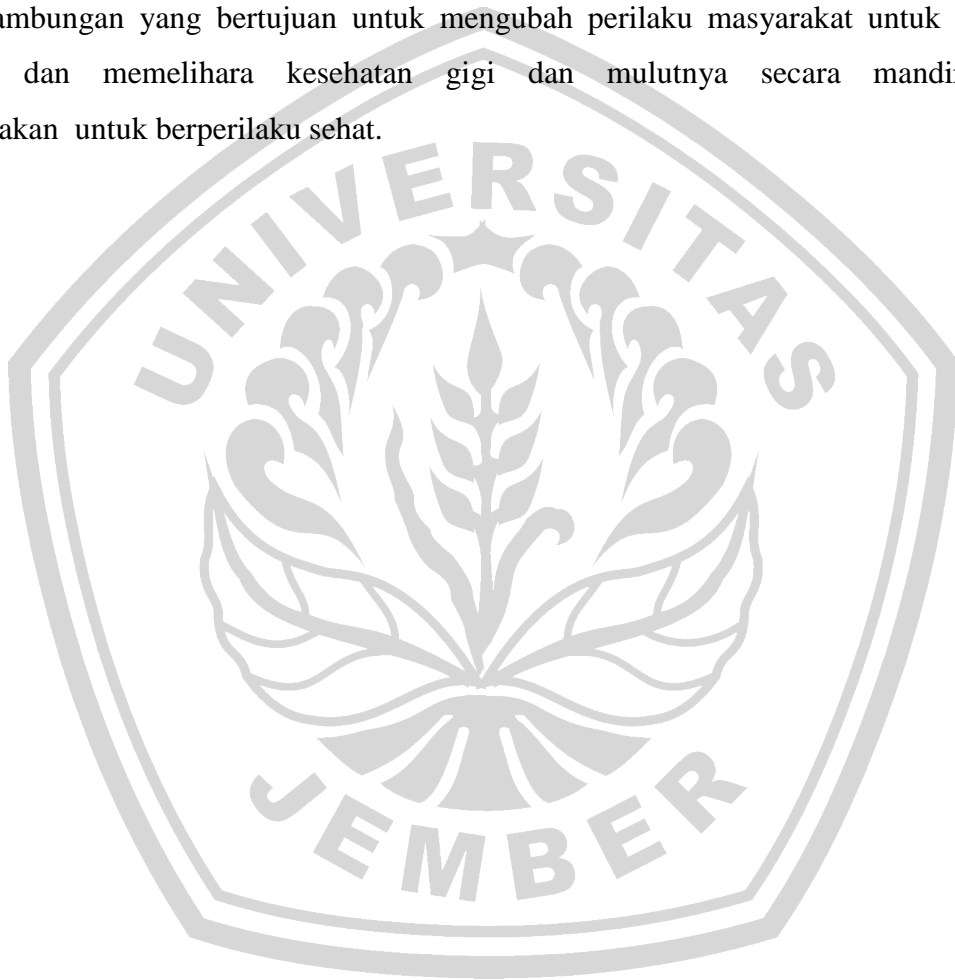 ambungan yang bertujuan untuk mengubah perilaku masyarakat untuk
dan memelihara kesehatan gigi dan mulutnya secara mandi
akan untuk berperilaku sehat.
UNIVERSITAS
JEMBER